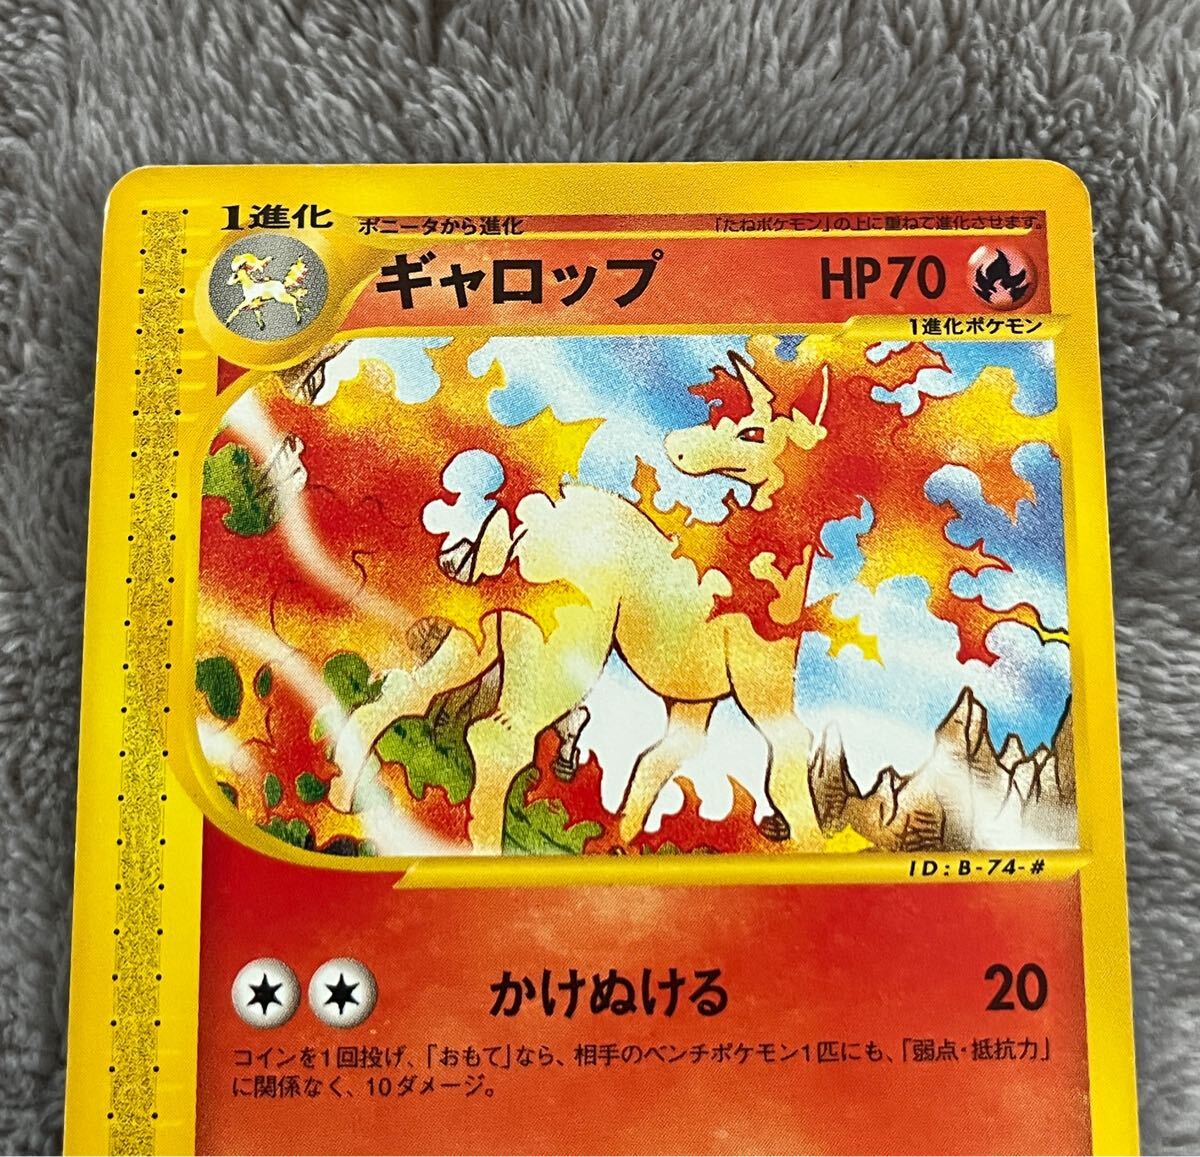 1進化
ポニータから進化
「たねポケモン」の上に重ねて進化させます。
ギャロップ
HP70
1進化ポケモン
ID:B-74-#
かけぬける
20
コインを1回投げ、「おもて」なら、相手のベンチポケモン1匹にも、「弱点・抵抗力」
に関係なく、10ダメージ。